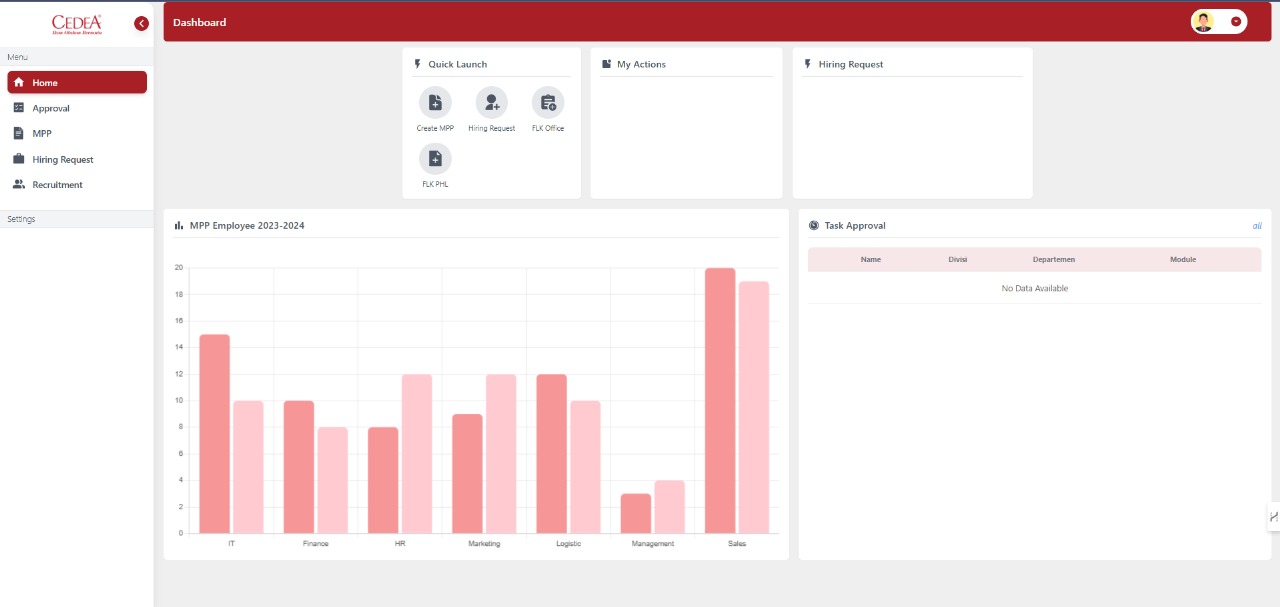 CEDEA
Dashboard
Menu
Home
Approval
MPP
Hiring Request
Recruitment
Settings
Quick Launch
Create MPP
Hiring Request
FLK Office
FLK PHL
My Actions
Hiring Request
MPP Employee 2023-2024
20
18
16
14
12
10
8
6
4
2
0
IT Finance HR Marketing Logistic Management Sales
Task Approval
all
Name Divisi Departemen Module
No Data Available